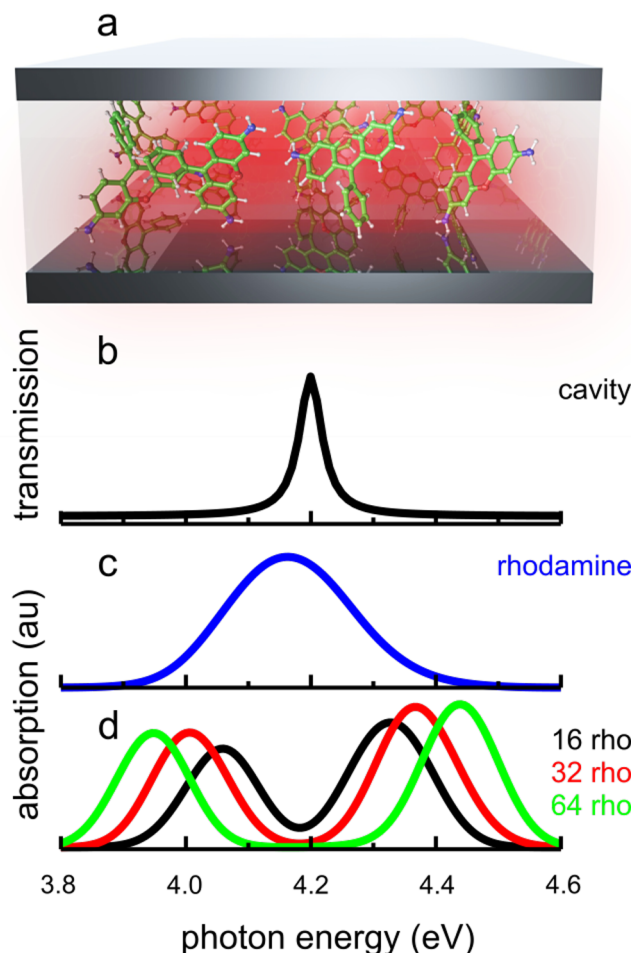 a
b
transmission
cavity
c
rhodamine
absorption (au)
d
16 rho
32 rho
64 rho
3.8 4.0 4.2 4.4 4.6
photon energy (eV)